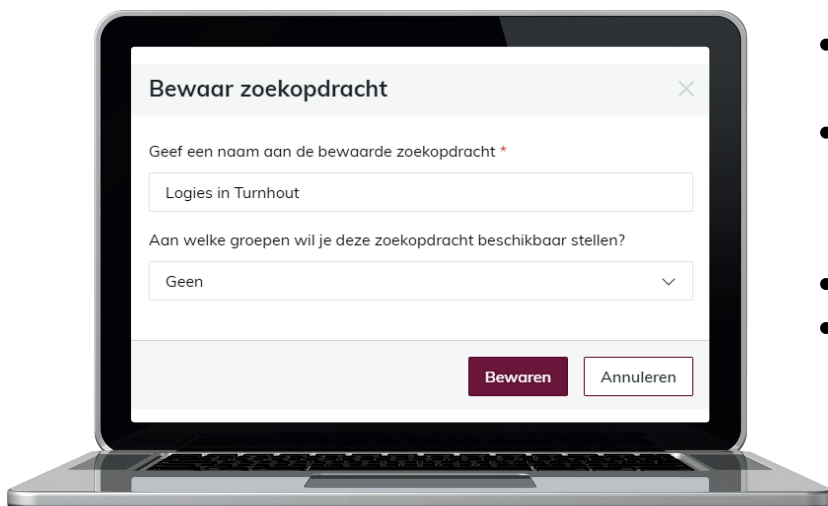 Bewaar zoekopdracht
Geef een naam aan de bewaarde zoekopdracht *
Logies in Turnhout
Aan welke groepen wil je deze zoekopdracht beschikbaar stellen?
Geen
Bewaren Annuleren